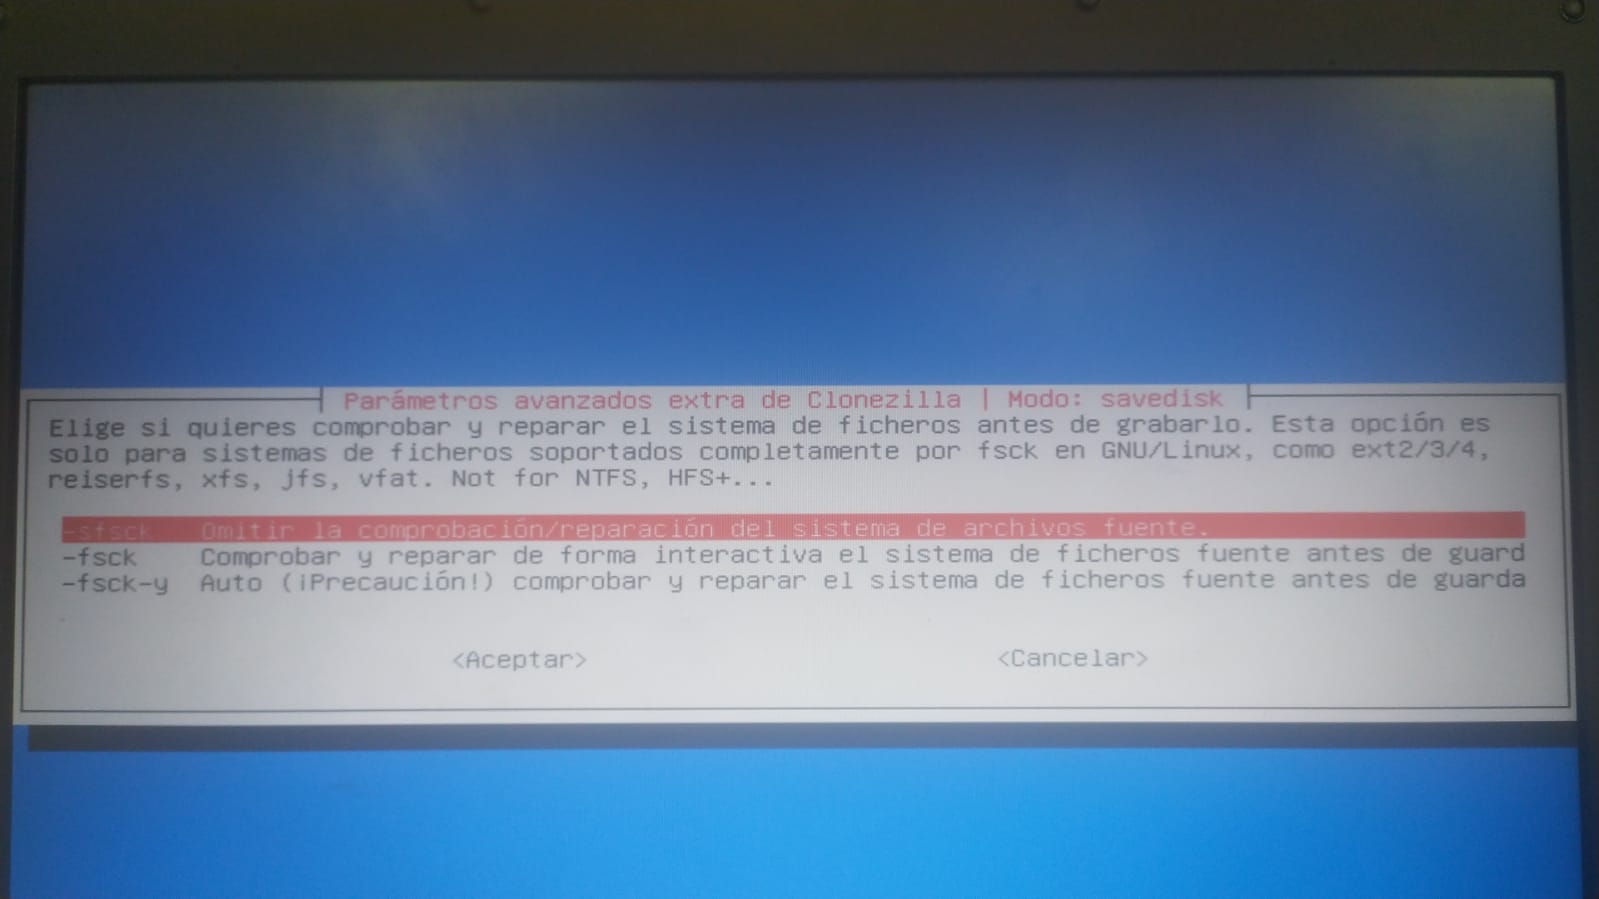 Parámetros avanzados extra de Clonezilla | Modo: savedisk
Elige si quieres comprobar y reparar el sistema de ficheros antes de grabarlo. Esta opción es
solo para sistemas de ficheros soportados completamente por fsck en GNU/Linux, como ext2/3/4,
reiserfs, xfs, jfs, vfat. Not for NTFS, HFS+...
-sfsck Omitir la comprobación/reparación del sistema de archivos fuente.
-fsck Comprobar y reparar de forma interactiva el sistema de ficheros fuente antes de guard
-fsck-y Auto (¡Precaución!) comprobar y reparar el sistema de ficheros fuente antes de guarda
<Aceptar> <Cancelar>